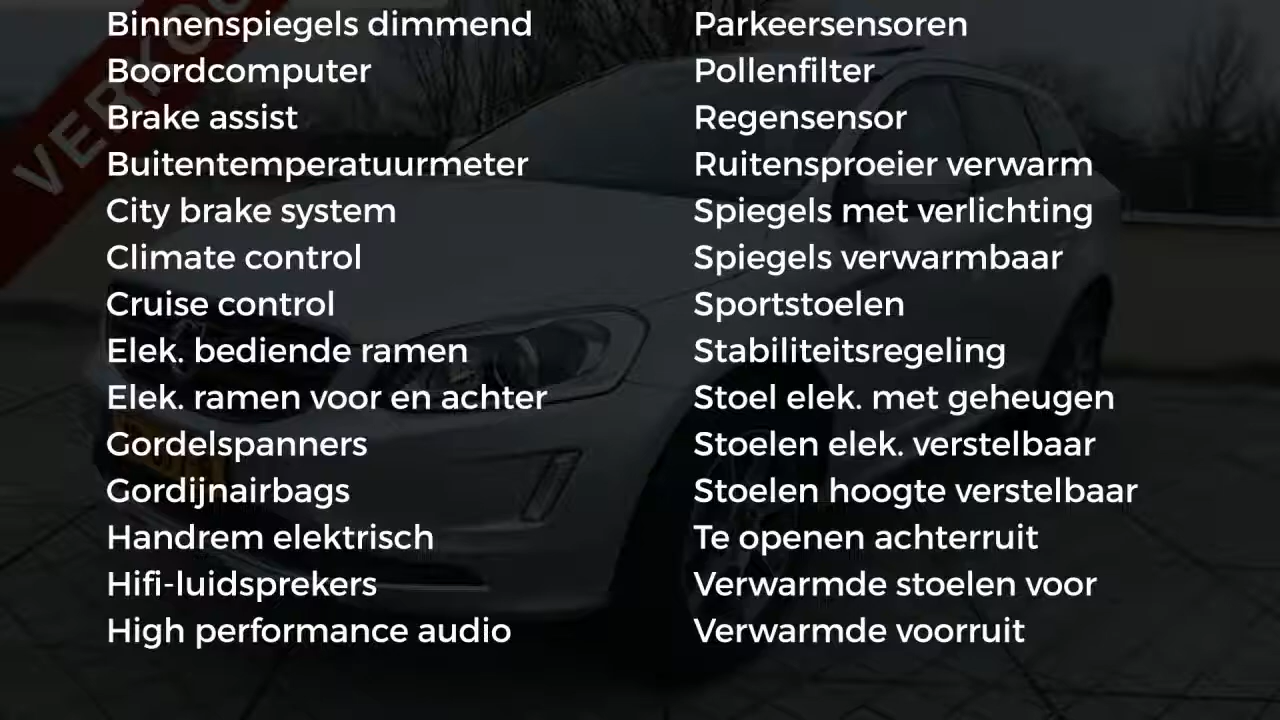 VERKO
Binnenspiegels dimmend
Boordcomputer
Brake assist
Buitentemperatuurmeter
City brake system
Climate control
Cruise control
Elek. bediende ramen
Elek. ramen voor en achter
Gordelspanners
Gordijnairbags
Handrem elektrisch
Hifi-luidsprekers
High performance audio
Parkeersensoren
Pollenfilter
Regensensor
Ruitensproeier verwarm
Spiegels met verlichting
Spiegels verwarmbaar
Sportstoelen
Stabiliteitsregeling
Stoel elek. met geheugen
Stoelen elek. verstelbaar
Stoelen hoogte verstelbaar
Te openen achterruit
Verwarmde stoelen voor
Verwarmde voorruit